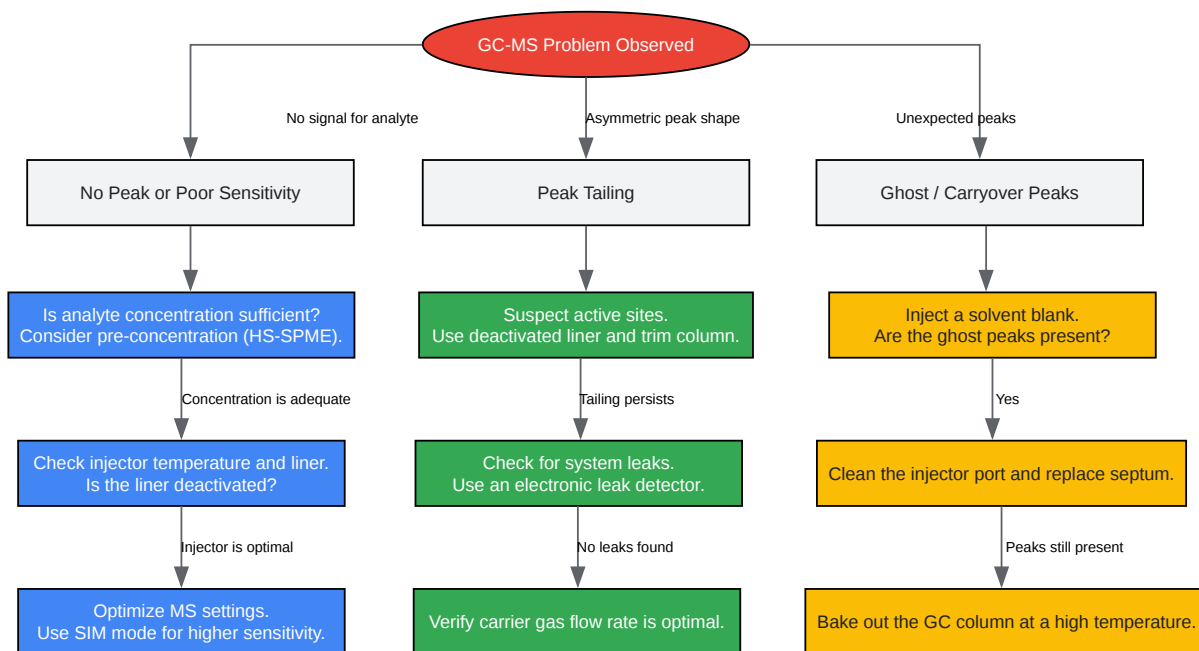 GC-MS Problem Observed
No signal for analyte
Asymmetric peak shape
Unexpected peaks
No Peak or Poor Sensitivity
Peak Tailing
Ghost / Carryover Peaks
Is analyte concentration sufficient?
Consider pre-concentration (HS-SPME).
Suspect active sites.
Use deactivated liner and trim column.
Inject a solvent blank.
Are the ghost peaks present?
Concentration is adequate
Tailing persists
Yes
Check injector temperature and liner.
Is the liner deactivated?
Check for system leaks.
Use an electronic leak detector.
Clean the injector port and replace septum.
Injector is optimal
No leaks found
Peaks still present
Optimize MS settings.
Use SIM mode for higher sensitivity.
Verify carrier gas flow rate is optimal.
Bake out the GC column at a high temperature.